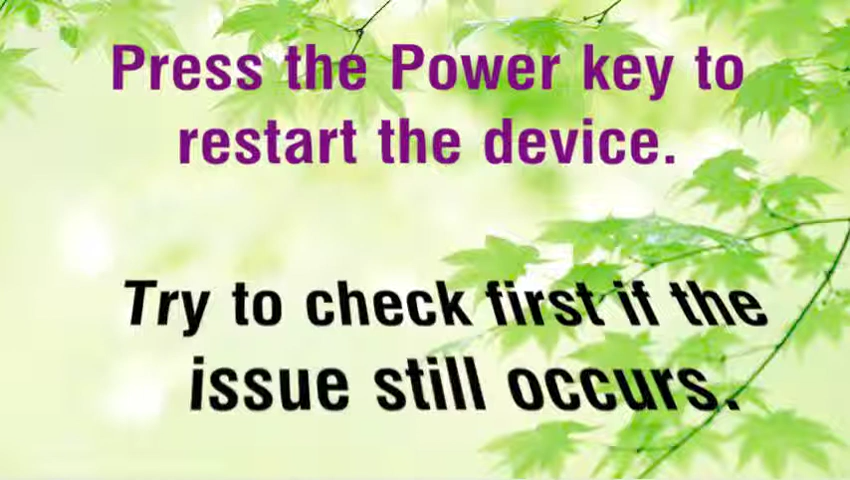 Press the Power key to
restart the device.
Try to check first if the
issue still occurs.